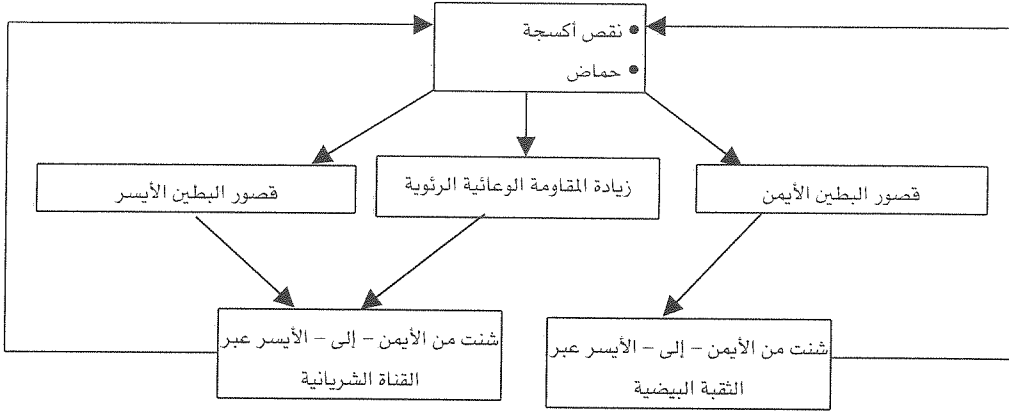 • نقص أكسجة
• حماض
قصور البطين الأيمن
زيادة المقاومة الوعائية الرئوية
قصور البطين الأيسر
شنت من الأيمن – إلى – الأيسر عبر
الثقبة البيضية
شنت من الأيمن – إلى – الأيسر عبر
القناة الشريانية